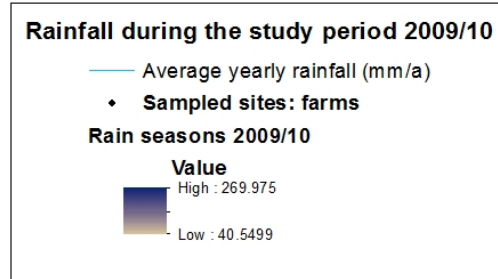 Rainfall during the study period 2009/10
Average yearly rainfall (mm/a)
Sampled sites: farms
Rain seasons 2009/10
Value
High : 269.975
Low : 40.5499